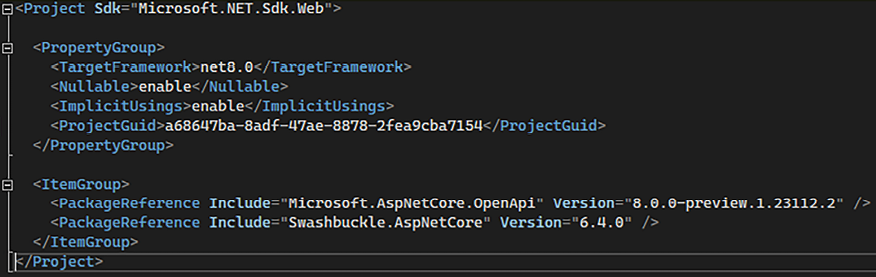 <Project Sdk="Microsoft.NET.Sdk.Web">
<PropertyGroup>
<TargetFramework>net8.0</TargetFramework>
<Nullable>enable</Nullable>
<ImplicitUsings>enable</ImplicitUsings>
<ProjectGuid>a68647ba-8adf-47ae-8878-2fea9cba7154</ProjectGuid>
</PropertyGroup>
<ItemGroup>
<PackageReference Include="Microsoft.AspNetCore.OpenApi" Version="8.0.0-preview.1.23112.2" />
<PackageReference Include="Swashbuckle.AspNetCore" Version="6.4.0" />
</ItemGroup>
</Project>